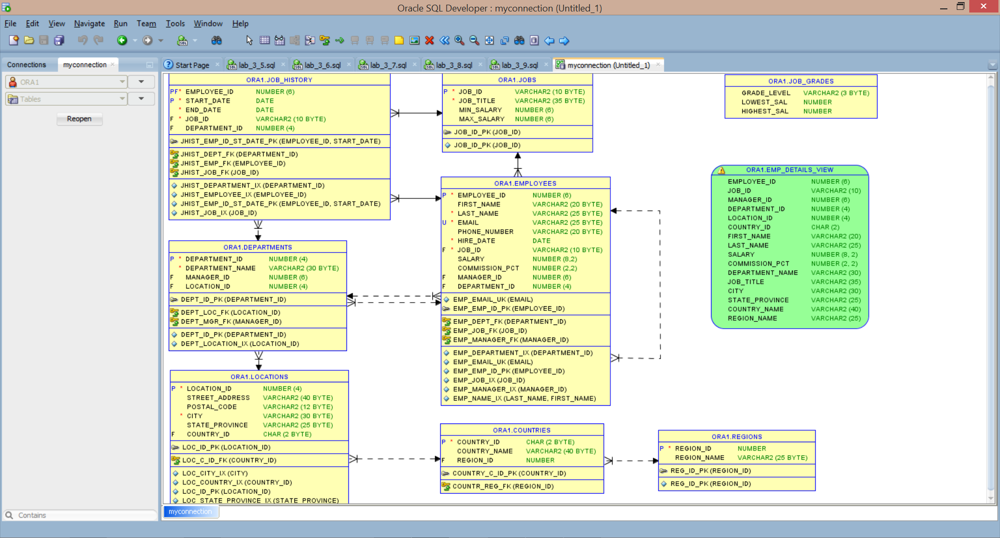 Oracle SQL Developer : myconnection (Untitled_1)
File Edit View Navigate Run Team Tools Window Help
Connections myconnection
Start Page lab_3_5.sql lab_3_6.sql lab_3_7.sql lab_3_8.sql lab_3_9.sql myconnection (Untitled_1)
ORA1
Tables
Reopen
Contains
ORA1.JOB_HISTORY
PF* EMPLOYEE_ID NUMBER (6)
P * START_DATE DATE
* END_DATE DATE
F * JOB_ID VARCHAR2 (10 BYTE)
F DEPARTMENT_ID NUMBER (4)
JHIST_EMP_ID_ST_DATE_PK (EMPLOYEE_ID, START_DATE)
JHIST_DEPT_FK (DEPARTMENT_ID)
JHIST_EMP_FK (EMPLOYEE_ID)
JHIST_JOB_FK (JOB_ID)
JHIST_DEPARTMENT_IX (DEPARTMENT_ID)
JHIST_EMPLOYEE_IX (EMPLOYEE_ID)
JHIST_EMP_ID_ST_DATE_PK (EMPLOYEE_ID, START_DATE)
JHIST_JOB_IX (JOB_ID)
ORA1.JOBS
P * JOB_ID VARCHAR2 (10 BYTE)
* JOB_TITLE VARCHAR2 (35 BYTE)
MIN_SALARY NUMBER (6)
MAX_SALARY NUMBER (6)
JOB_ID_PK (JOB_ID)
JOB_ID_PK (JOB_ID)
ORA1.JOB_GRADES
GRADE_LEVEL VARCHAR2 (3 BYTE)
LOWEST_SAL NUMBER
HIGHEST_SAL NUMBER
ORA1.DEPARTMENTS
P * DEPARTMENT_ID NUMBER (4)
* DEPARTMENT_NAME VARCHAR2 (30 BYTE)
F MANAGER_ID NUMBER (6)
F LOCATION_ID NUMBER (4)
DEPT_ID_PK (DEPARTMENT_ID)
DEPT_LOC_FK (LOCATION_ID)
DEPT_MGR_FK (MANAGER_ID)
DEPT_ID_PK (DEPARTMENT_ID)
DEPT_LOCATION_IX (LOCATION_ID)
ORA1.EMPLOYEES
P * EMPLOYEE_ID NUMBER (6)
FIRST_NAME VARCHAR2 (20 BYTE)
* LAST_NAME VARCHAR2 (25 BYTE)
U * EMAIL VARCHAR2 (25 BYTE)
PHONE_NUMBER VARCHAR2 (20 BYTE)
* HIRE_DATE DATE
F * JOB_ID VARCHAR2 (10 BYTE)
SALARY NUMBER (8,2)
COMMISSION_PCT NUMBER (2,2)
F MANAGER_ID NUMBER (6)
F DEPARTMENT_ID NUMBER (4)
EMP_EMAIL_UK (EMAIL)
EMP_EMP_ID_PK (EMPLOYEE_ID)
EMP_DEPT_FK (DEPARTMENT_ID)
EMP_JOB_FK (JOB_ID)
EMP_MANAGER_FK (MANAGER_ID)
EMP_DEPARTMENT_IX (DEPARTMENT_ID)
EMP_EMAIL_UK (EMAIL)
EMP_EMP_ID_PK (EMPLOYEE_ID)
EMP_JOB_IX (JOB_ID)
EMP_MANAGER_IX (MANAGER_ID)
EMP_NAME_IX (LAST_NAME, FIRST_NAME)
ORA1.EMP_DETAILS_VIEW
EMPLOYEE_ID NUMBER (6)
JOB_ID VARCHAR2 (10)
MANAGER_ID NUMBER (6)
DEPARTMENT_ID NUMBER (4)
LOCATION_ID NUMBER (4)
COUNTRY_ID CHAR (2)
FIRST_NAME VARCHAR2 (20)
LAST_NAME VARCHAR2 (25)
SALARY NUMBER (8, 2)
COMMISSION_PCT NUMBER (2, 2)
DEPARTMENT_NAME VARCHAR2 (30)
JOB_TITLE VARCHAR2 (35)
CITY VARCHAR2 (30)
STATE_PROVINCE VARCHAR2 (25)
COUNTRY_NAME VARCHAR2 (40)
REGION_NAME VARCHAR2 (25)
ORA1.LOCATIONS
P * LOCATION_ID NUMBER (4)
STREET_ADDRESS VARCHAR2 (40 BYTE)
POSTAL_CODE VARCHAR2 (12 BYTE)
* CITY VARCHAR2 (30 BYTE)
STATE_PROVINCE VARCHAR2 (25 BYTE)
F COUNTRY_ID CHAR (2 BYTE)
LOC_ID_PK (LOCATION_ID)
LOC_C_ID_FK (COUNTRY_ID)
LOC_CITY_IX (CITY)
LOC_COUNTRY_IX (COUNTRY_ID)
LOC_ID_PK (LOCATION_ID)
LOC_STATE_PROVINCE_IX (STATE_PROVINCE)
ORA1.COUNTRIES
P * COUNTRY_ID CHAR (2 BYTE)
COUNTRY_NAME VARCHAR2 (40 BYTE)
F REGION_ID NUMBER
COUNTRY_C_ID_PK (COUNTRY_ID)
COUNTR_REG_FK (REGION_ID)
ORA1.REGIONS
P * REGION_ID NUMBER
REGION_NAME VARCHAR2 (25 BYTE)
REG_ID_PK (REGION_ID)
REG_ID_PK (REGION_ID)
myconnection